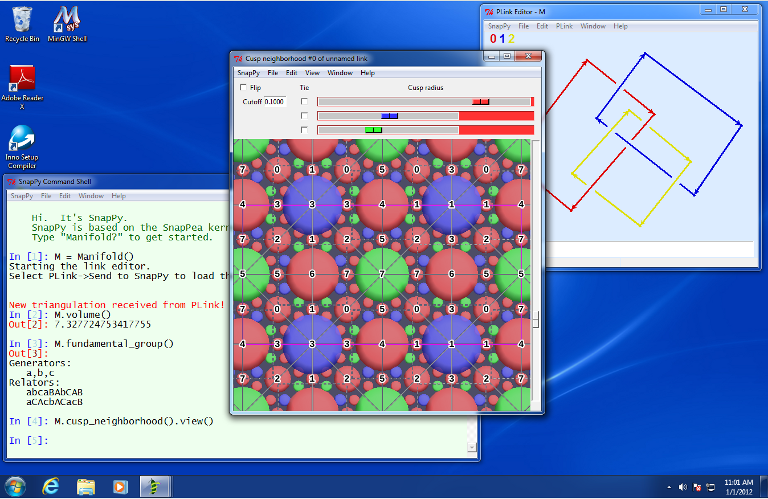 Recycle Bin
MinGW Shell
Adobe Reader
X
Inno Setup
Compiler
PLink Editor - M
SnapPy File Edit PLink Window Help
0 1 2
Cusp neighborhood #0 of unnamed link
SnapPy File Edit View Window Help
Flip Tie Cusp radius
Cutoff 0.1000
7 0 1 0 5 0 3 0 7
4 3 3 3 4 1 1 1 4
7 2 1 2 5 2 3 2 7
5 5 6 7 7 7 6 5 5
7 0 1 0 5 0 3 0 7
4 3 3 3 4 1 1 1 4
7 2 1 2 5 2 3 2 7
SnapPy Command Shell
SnapPy File Edit Window Help
Hi. It's SnapPy.
SnapPy is based on the SnapPea kern
Type "Manifold?" to get started.
In [1]: M = Manifold()
Starting the link editor.
Select PLink->Send to SnapPy to load th
New triangulation received from PLink!
In [2]: M.volume()
Out[2]: 7.327724753417755
In [3]: M.fundamental_group()
Out[3]:
Generators:
a,b,c
Relators:
abcaBAbCAB
aCAcbACacB
In [4]: M.cusp_neighborhood().view()
In [5]:
11:01 AM
1/1/2012